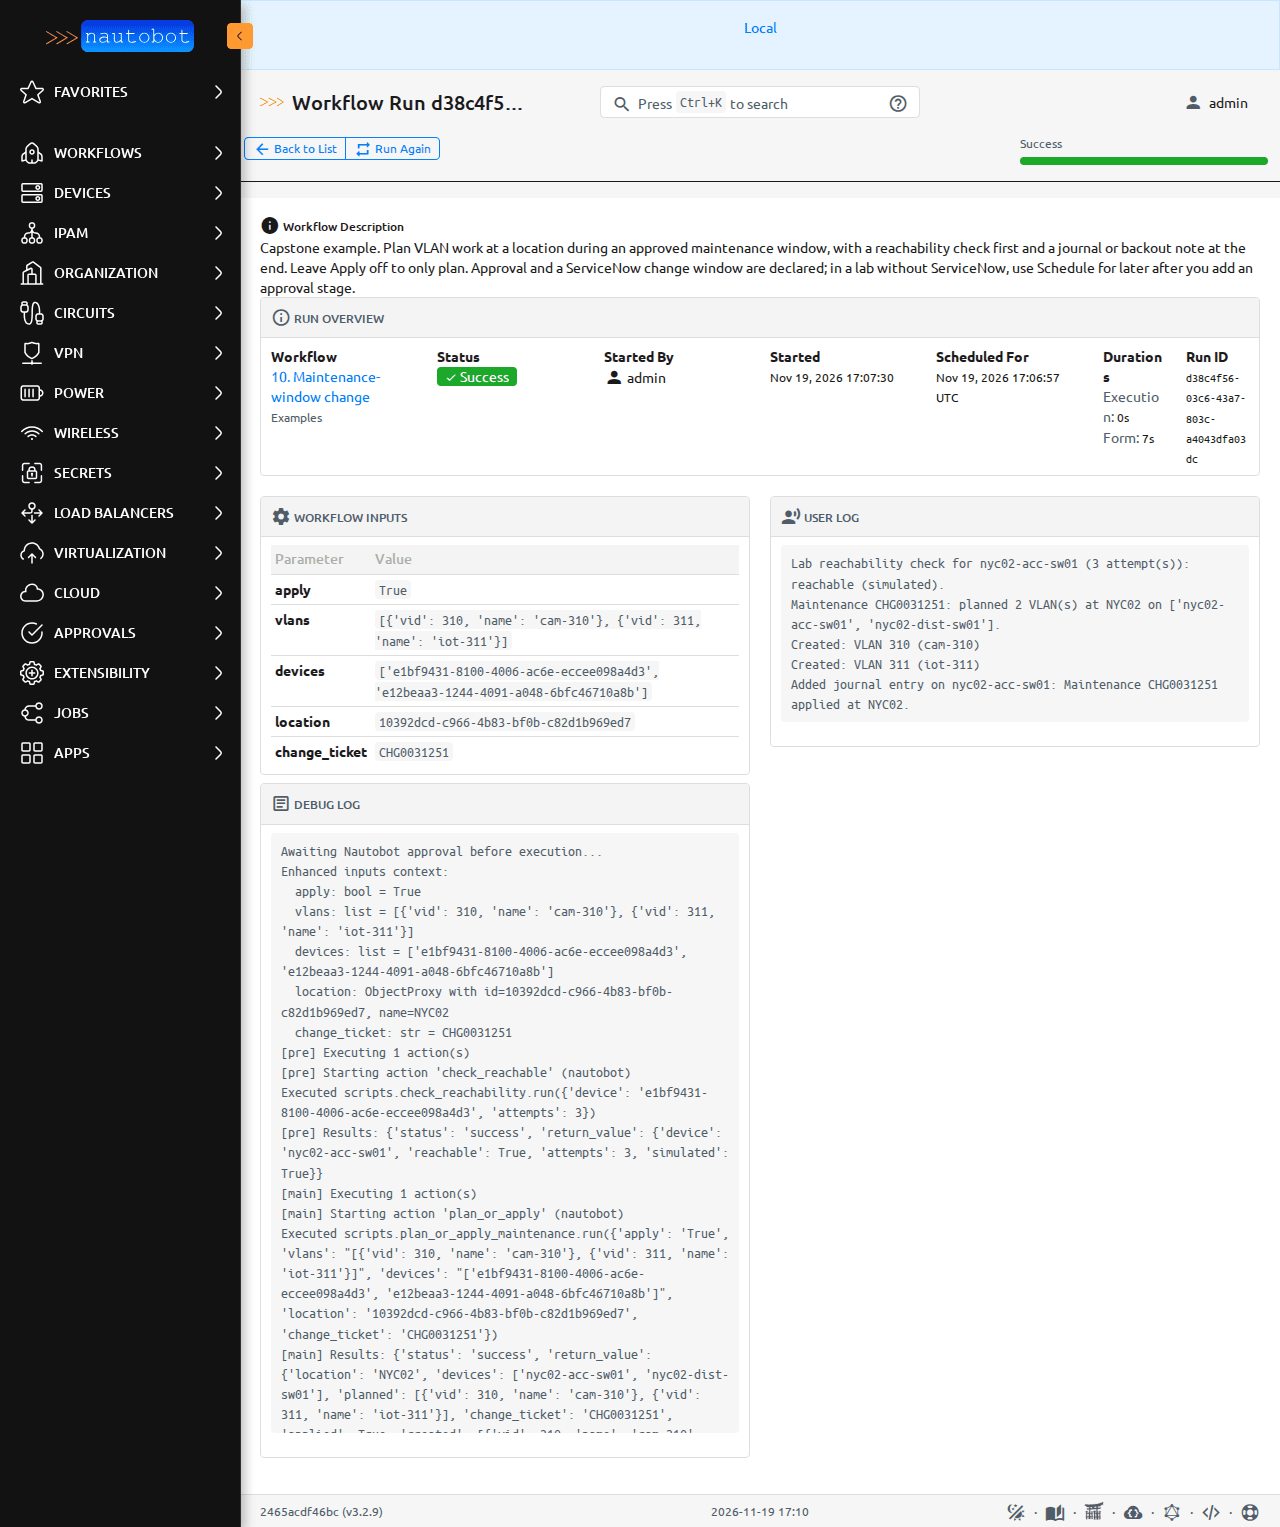 nautobot
FAVORITES
WORKFLOWS
DEVICES
IPAM
ORGANIZATION
CIRCUITS
VPN
POWER
WIRELESS
SECRETS
LOAD BALANCERS
VIRTUALIZATION
CLOUD
APPROVALS
EXTENSIBILITY
JOBS
APPS
Local
Workflow Run d38c4f5...
Press Ctrl+K to search
admin
Back to List
Run Again
Success
Workflow Description
Capstone example. Plan VLAN work at a location during an approved maintenance window, with a reachability check first and a journal or backout note at the
end. Leave Apply off to only plan. Approval and a ServiceNow change window are declared; in a lab without ServiceNow, use Schedule for later after you add an
approval stage.
RUN OVERVIEW
Workflow
10. Maintenance-
window change
Examples
Status
Success
Started By
admin
Started
Nov 19, 2026 17:07:30
Scheduled For
Nov 19, 2026 17:06:57
UTC
Duration
s
Executio
n: 0s
Form: 7s
Run ID
d38c4f56-
03c6-43a7-
803c-
a4043dfa03
dc
WORKFLOW INPUTS
Parameter Value
apply True
vlans [{'vid': 310, 'name': 'cam-310'}, {'vid': 311,
'name': 'iot-311'}]
devices ['e1bf9431-8100-4006-ac6e-eccee098a4d3',
'e12beaa3-1244-4091-a048-6bfc46710a8b']
location 10392dcd-c966-4b83-bf0b-c82d1b969ed7
change_ticket CHG0031251
USER LOG
Lab reachability check for nyc02-acc-sw01 (3 attempt(s)):
reachable (simulated).
Maintenance CHG0031251: planned 2 VLAN(s) at NYC02 on ['nyc02-
acc-sw01', 'nyc02-dist-sw01'].
Created: VLAN 310 (cam-310)
Created: VLAN 311 (iot-311)
Added journal entry on nyc02-acc-sw01: Maintenance CHG0031251
applied at NYC02.
DEBUG LOG
Awaiting Nautobot approval before execution...
Enhanced inputs context:
apply: bool = True
vlans: list = [{'vid': 310, 'name': 'cam-310'}, {'vid': 311,
'name': 'iot-311'}]
devices: list = ['e1bf9431-8100-4006-ac6e-eccee098a4d3',
'e12beaa3-1244-4091-a048-6bfc46710a8b']
location: ObjectProxy with id=10392dcd-c966-4b83-bf0b-
c82d1b969ed7, name=NYC02
change_ticket: str = CHG0031251
[pre] Executing 1 action(s)
[pre] Starting action 'check_reachable' (nautobot)
Executed scripts.check_reachability.run({'device': 'e1bf9431-
8100-4006-ac6e-eccee098a4d3', 'attempts': 3})
[pre] Results: {'status': 'success', 'return_value': {'device':
'nyc02-acc-sw01', 'reachable': True, 'attempts': 3, 'simulated':
True}}
[main] Executing 1 action(s)
[main] Starting action 'plan_or_apply' (nautobot)
Executed scripts.plan_or_apply_maintenance.run({'apply': 'True',
'vlans': "[{'vid': 310, 'name': 'cam-310'}, {'vid': 311, 'name':
'iot-311'}]", 'devices': "['e1bf9431-8100-4006-ac6e-
eccee098a4d3', 'e12beaa3-1244-4091-a048-6bfc46710a8b']",
'location': '10392dcd-c966-4b83-bf0b-c82d1b969ed7',
'change_ticket': 'CHG0031251'})
[main] Results: {'status': 'success', 'return_value':
{'location': 'NYC02', 'devices': ['nyc02-acc-sw01', 'nyc02-dist-
sw01'], 'planned': [{'vid': 310, 'name': 'cam-310'}, {'vid':
311, 'name': 'iot-311'}], 'change_ticket': 'CHG0031251',
'applied': True, 'created': [{'vid': 310, 'name': 'cam-310'
2465acdf46bc (v3.2.9)
2026-11-19 17:10